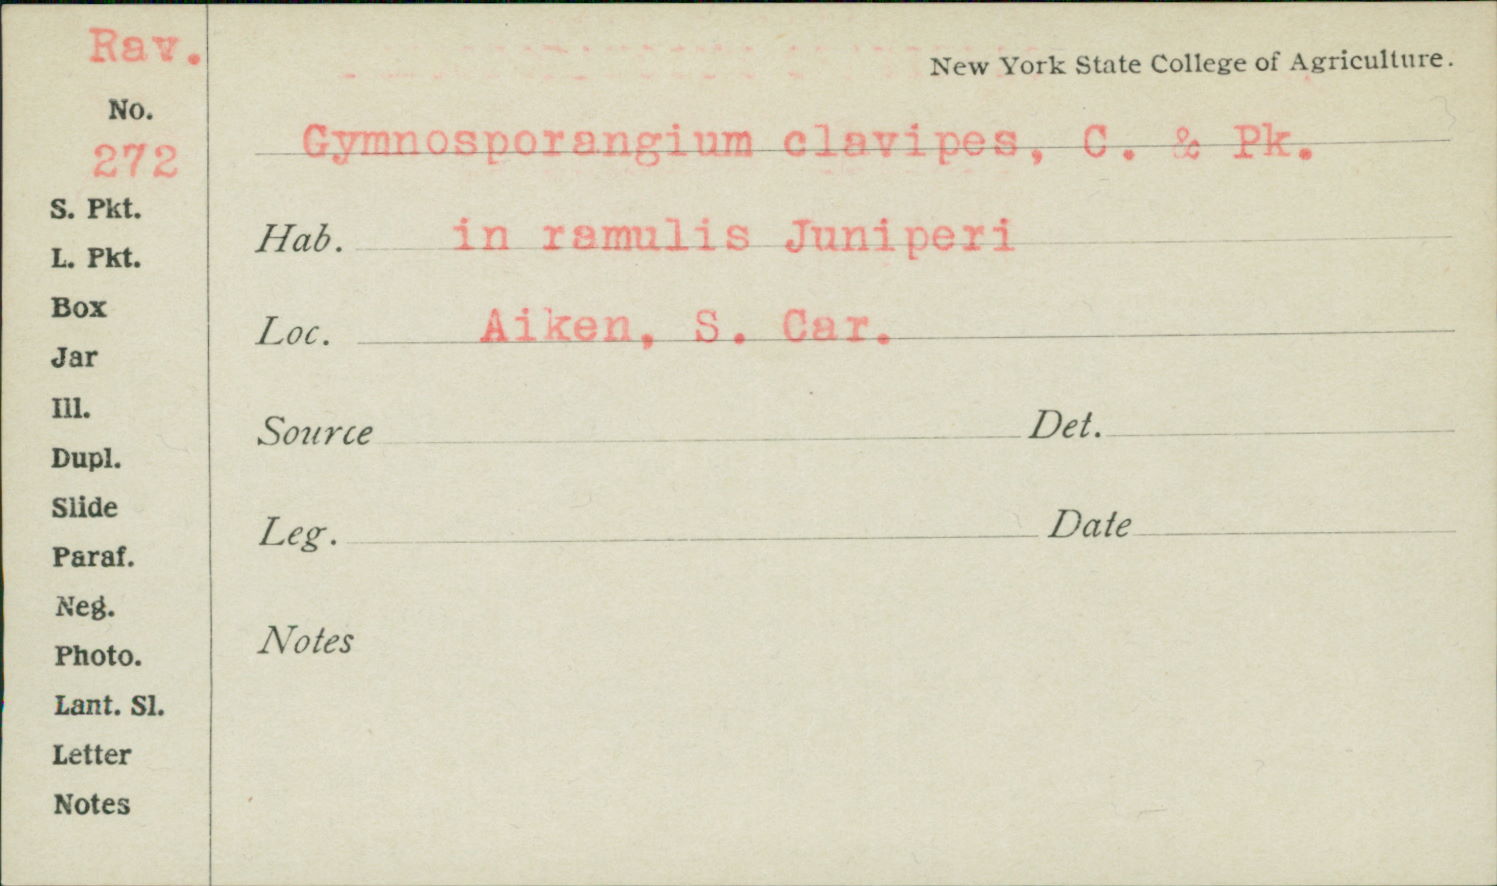 Rav.
New York State College of Agriculture.
No.
272
Gymnosporangium clavipes, C. & Pk.
S. Pkt.
L. Pkt.
Box
Jar
Ill.
Dupl.
Slide
Paraf.
Neg.
Photo.
Lant. Sl.
Letter
Notes
Hab. in ramulis Juniperi
Loc. Aiken, S. Car.
Source Det.
Leg. Date
Notes